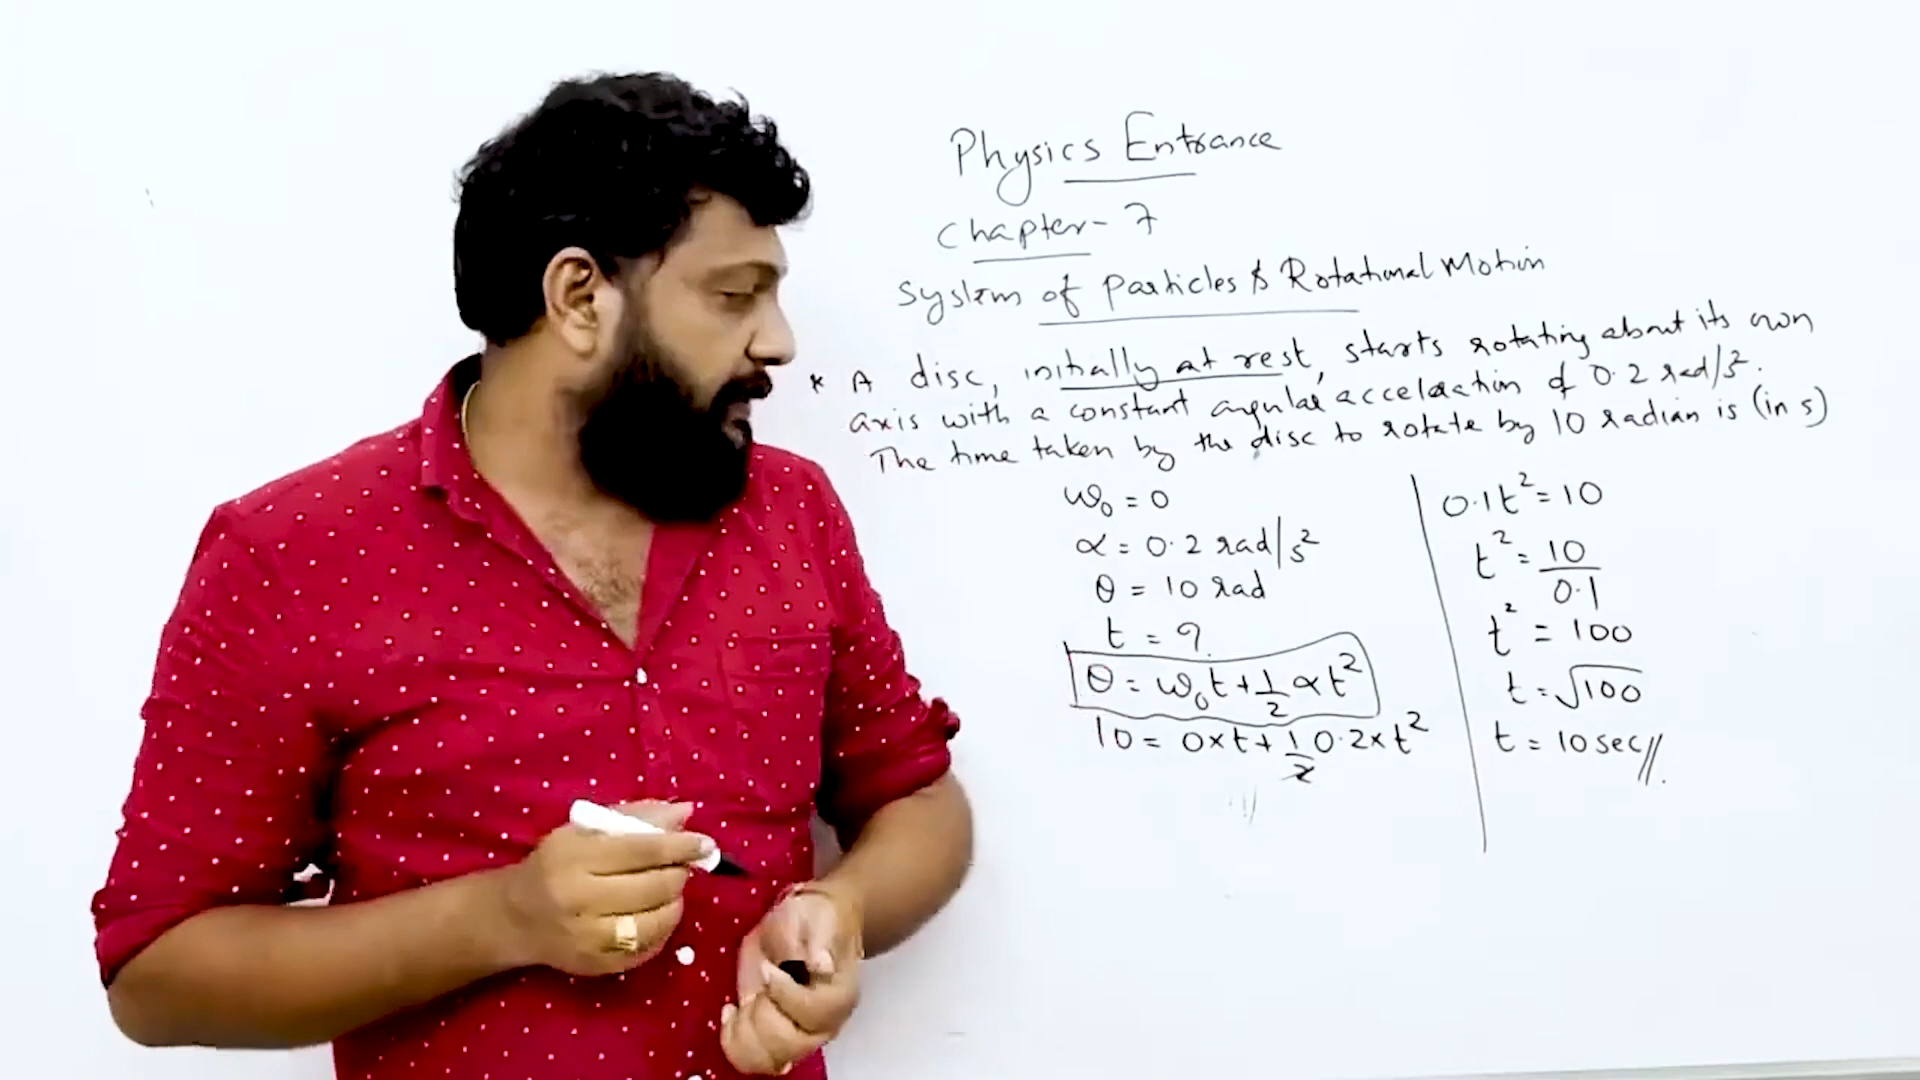 Physics Entrance
Chapter-7
System of Particles & Rotational Motion
* A disc, initially at rest, starts rotating about its own
axis with a constant angular acceleration of 0.2 rad/s².
The time taken by the disc to rotate by 10 radian is (in s)
ω₀ = 0
α = 0.2 rad/s²
θ = 10 rad
t = ?
θ = ω₀t + 1/2 αt²
10 = 0×t + 1/2 0.2×t²
0.1t² = 10
t² = 10/0.1
t² = 100
t = √100
t = 10 sec//.